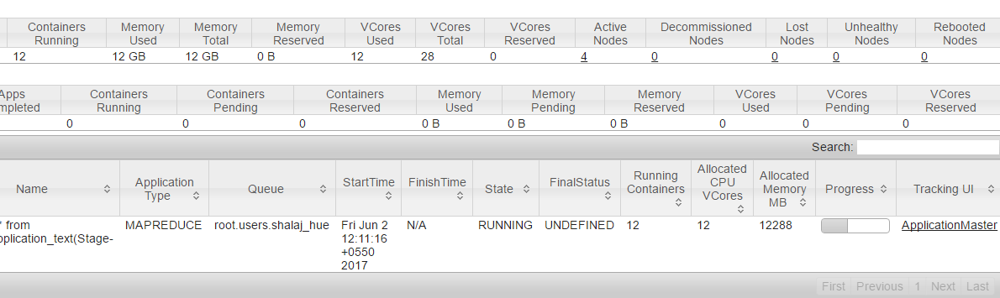 Containers Running Memory Used Memory Total Memory Reserved VCores Used VCores Total VCores Reserved Active Nodes Decommissioned Nodes Lost Nodes Unhealthy Nodes Rebooted Nodes
12 12 GB 12 GB 0 B 12 28 0 4 0 0 0 0
Apps mpleted Containers Running Containers Pending Containers Reserved Memory Used Memory Pending Memory Reserved VCores Used VCores Pending VCores Reserved
0 0 0 0 B 0 B 0 B 0 0 0
Search:
Name Application Type Queue StartTime FinishTime State FinalStatus Running Containers Allocated CPU VCores Allocated Memory MB Progress Tracking UI
* from MAPREDUCE root.users.shalaj_hue Fri Jun 2 N/A RUNNING UNDEFINED 12 12 12288 ApplicationMaster
oplication_text(Stage- 12:11:16
+0550
2017
First Previous 1 Next Last